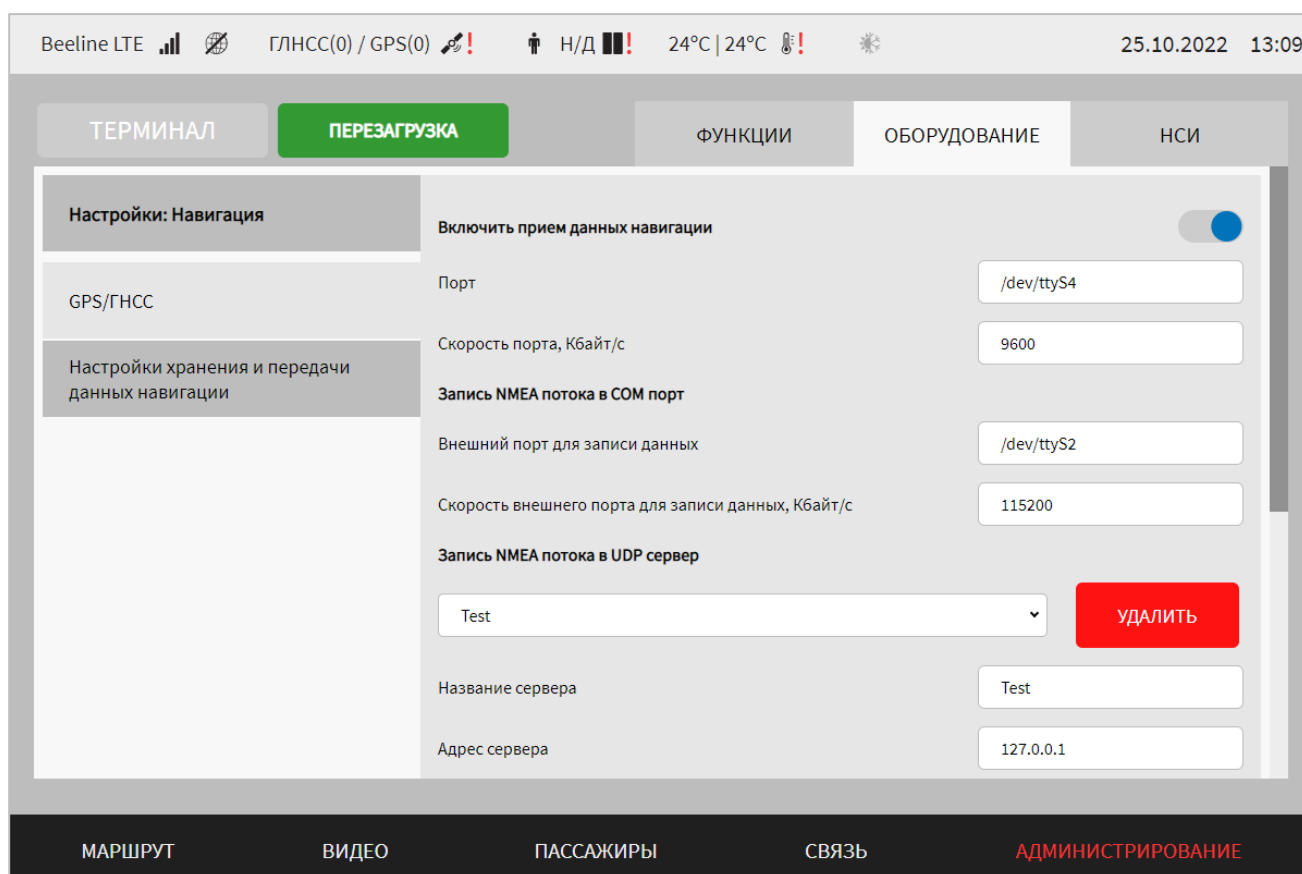 Beeline LTE ГЛНСС(0) / GPS(0) ! Н/Д ! 24°C | 24°C ! 25.10.2022 13:09
ТЕРМИНАЛ ПЕРЕЗАГРУЗКА ФУНКЦИИ ОБОРУДОВАНИЕ НСИ
Настройки: Навигация
GPS/ГНСС
Настройки хранения и передачи
данных навигации
Включить прием данных навигации
Порт /dev/ttyS4
Скорость порта, Кбайт/с 9600
Запись NMEA потока в COM порт
Внешний порт для записи данных /dev/ttyS2
Скорость внешнего порта для записи данных, Кбайт/с 115200
Запись NMEA потока в UDP сервер
Test УДАЛИТЬ
Название сервера Test
Адрес сервера 127.0.0.1
МАРШРУТ ВИДЕО ПАССАЖИРЫ СВЯЗЬ АДМИНИСТРИРОВАНИЕ